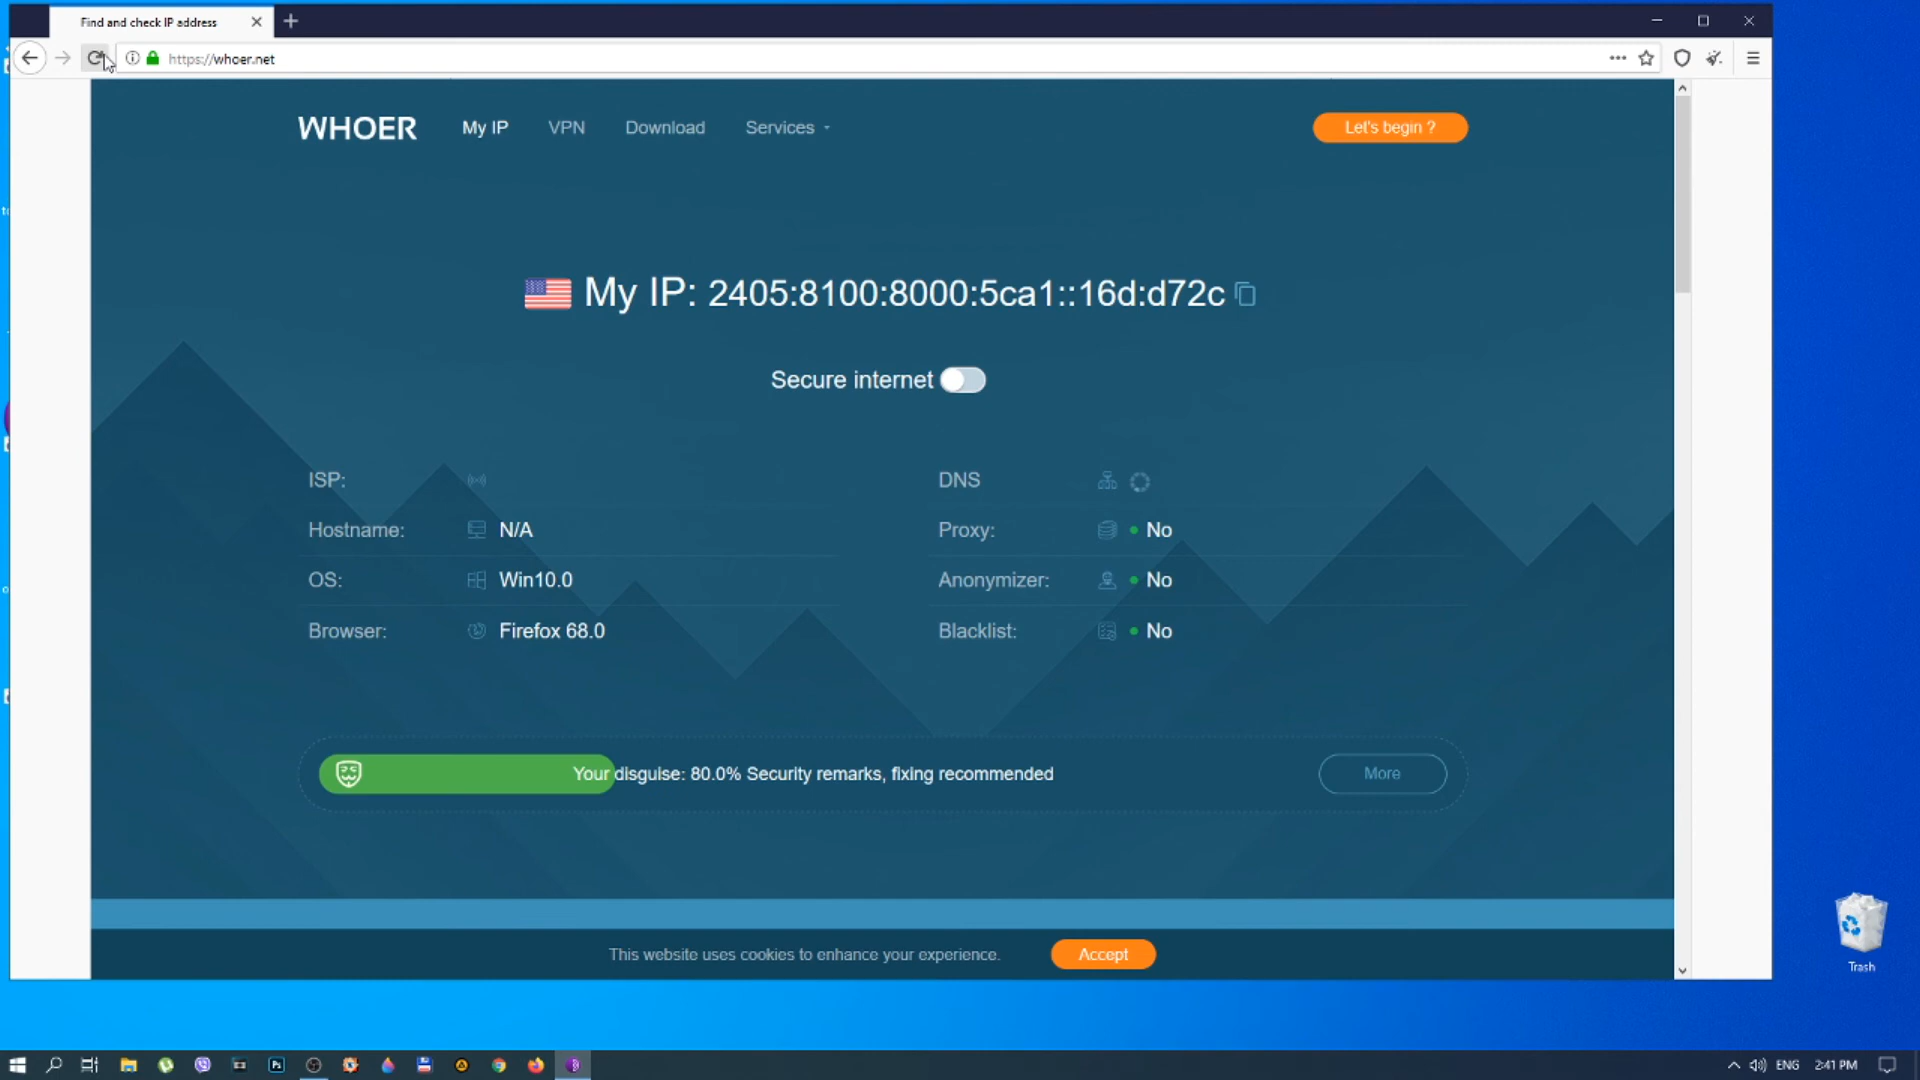 Find and check IP address
https://whoer.net
WHOER
My IP
VPN
Download
Services
Let's begin ?
My IP: 2405:8100:8000:5ca1::16d:d72c
Secure internet
ISP:
DNS
Hostname: N/A
Proxy: No
OS: Win10.0
Anonymizer: No
Browser: Firefox 68.0
Blacklist: No
Your disguise: 80.0% Security remarks, fixing recommended
More
This website uses cookies to enhance your experience.
Accept
Trash
Ps
ENG
2:41 PM